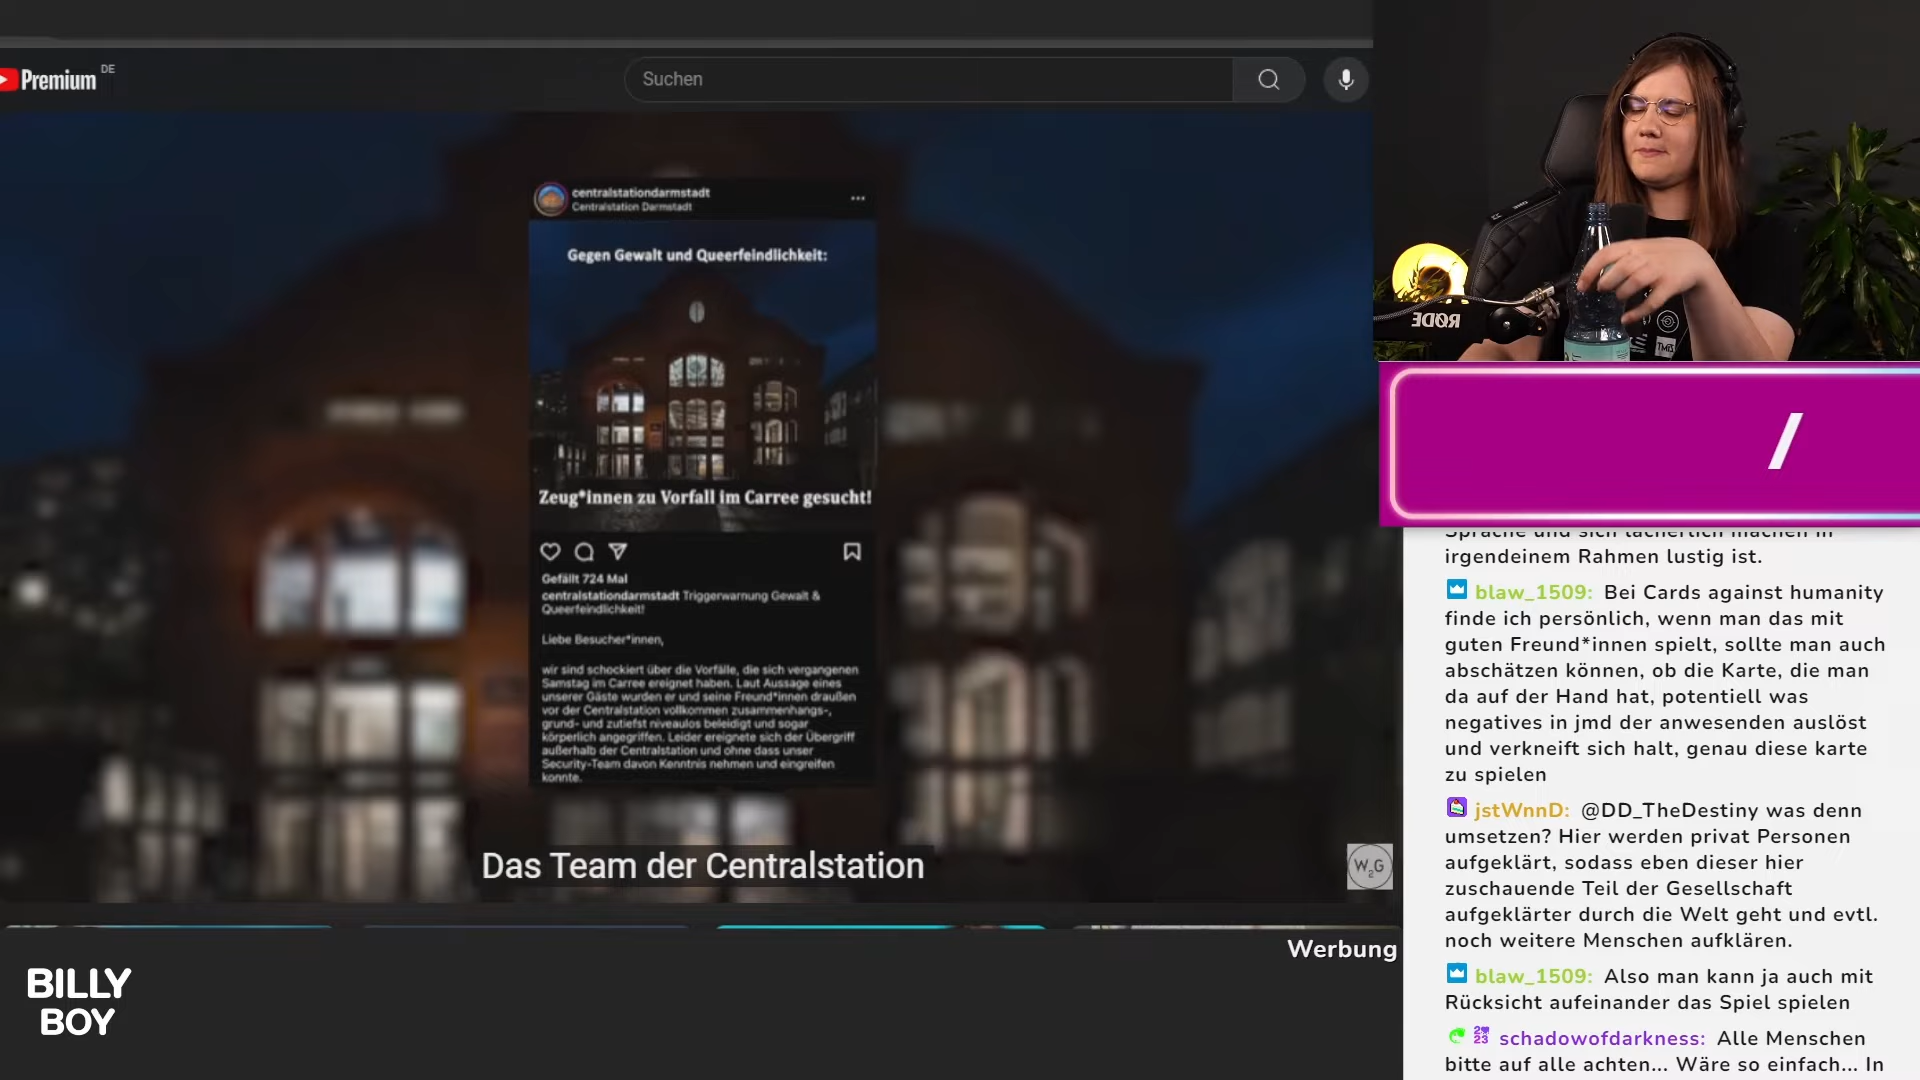 Premium DE
Suchen
centralstationdarmstadt
Centralstation Darmstadt
Gegen Gewalt und Queerfeindlichkeit:
Zeug*innen zu Vorfall im Carree gesucht!
Gefällt 724 Mal
centralstationdarmstadt Triggerwarnung Gewalt &
Queerfeindlichkeit!
Liebe Besucher*innen,
wir sind schockiert über die Vorfälle, die sich vergangenen
Samstag im Carree ereignet haben. Laut Aussage eines
unserer Gäste wurden er und seine Freund*innen draußen
vor der Centralstation vollkommen zusammenhangs-,
grund- und zutiefst niveaulos beleidigt und sogar
körperlich angegriffen. Leider ereignete sich der Übergriff
außerhalb der Centralstation und ohne dass unser
Security-Team davon Kenntnis nehmen und eingreifen
konnte.
Das Team der Centralstation
W2G
Werbung
BILLY
BOY
RØDE
TMB
/
Sprache und sich lächerlich machen in
irgendeinem Rahmen lustig ist.
blaw_1509: Bei Cards against humanity
finde ich persönlich, wenn man das mit
guten Freund*innen spielt, sollte man auch
abschätzen können, ob die Karte, die man
da auf der Hand hat, potentiell was
negatives in jmd der anwesenden auslöst
und verkneift sich halt, genau diese karte
zu spielen
jstWnnD: @DD_TheDestiny was denn
umsetzen? Hier werden privat Personen
aufgeklärt, sodass eben dieser hier
zuschauende Teil der Gesellschaft
aufgeklärter durch die Welt geht und evtl.
noch weitere Menschen aufklären.
blaw_1509: Also man kann ja auch mit
Rücksicht aufeinander das Spiel spielen
schadowofdarkness: Alle Menschen
bitte auf alle achten... Wäre so einfach... In